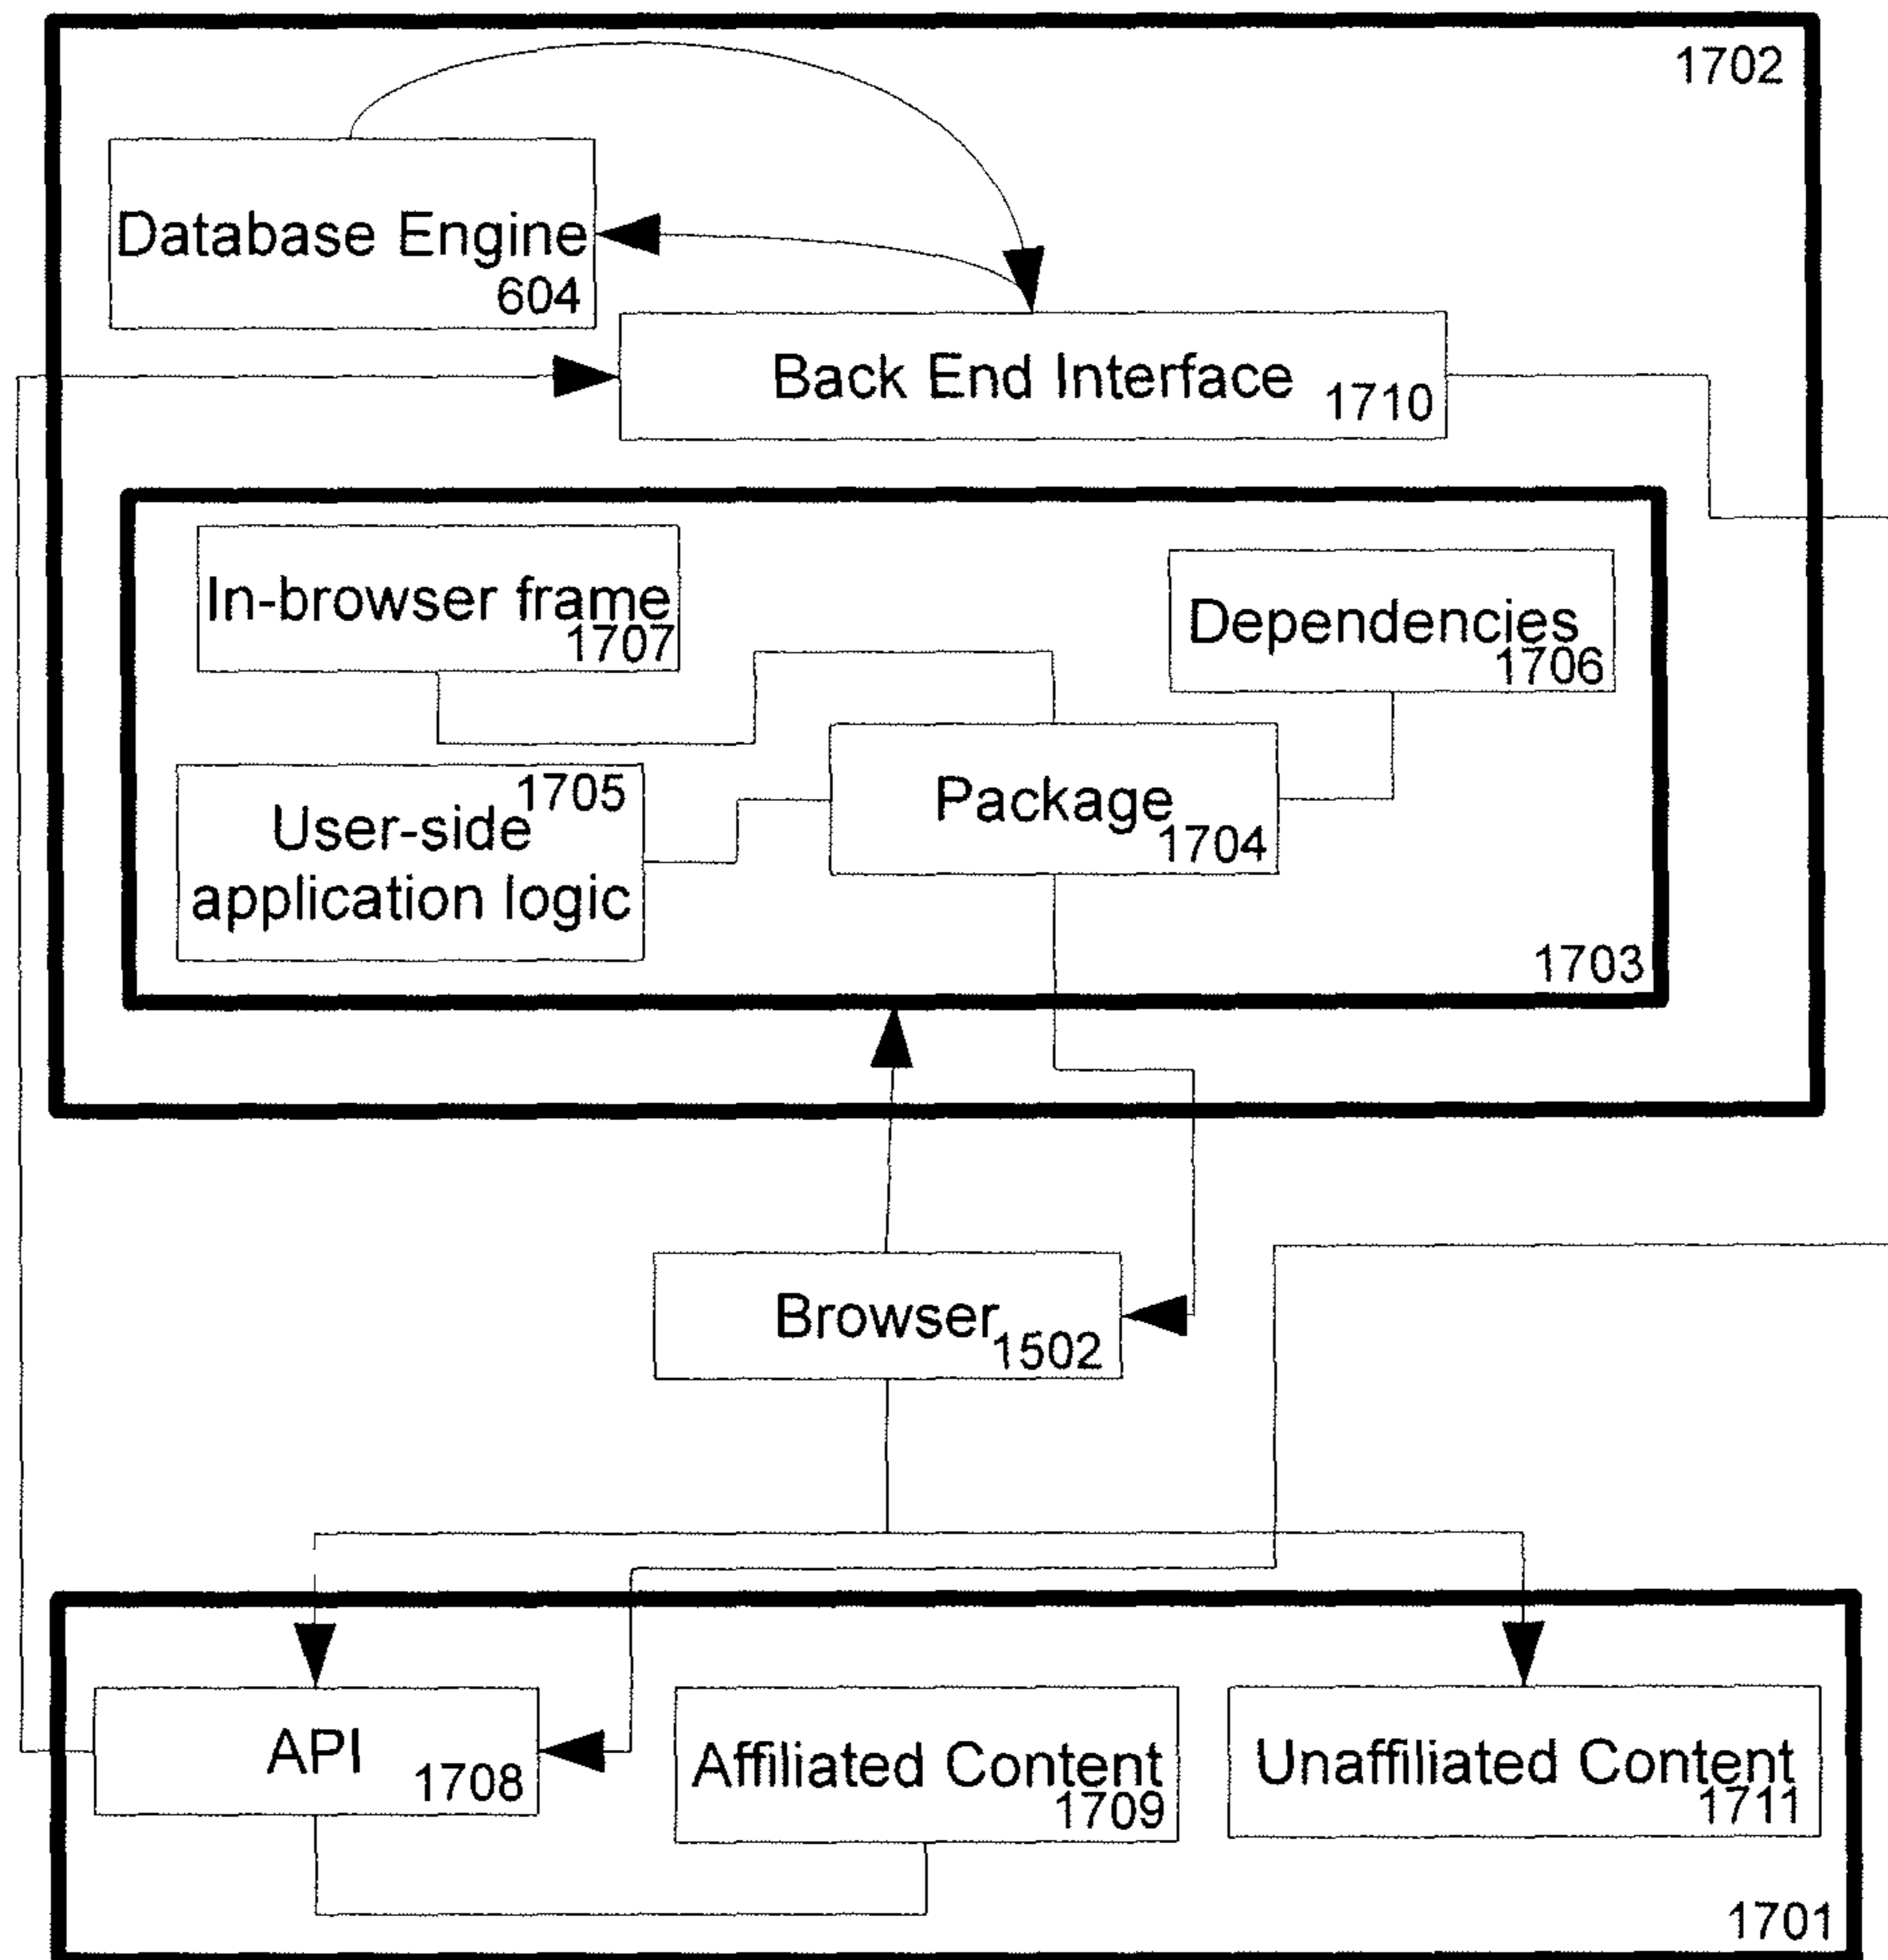 1702
Database Engine
604
Back End Interface
1710
In-browser frame
1707
Dependencies
1706
1705
User-side
application logic
Package
1704
1703
Browser
1502
API
1708
Affiliated Content
1709
Unaffiliated Content
1711
1701